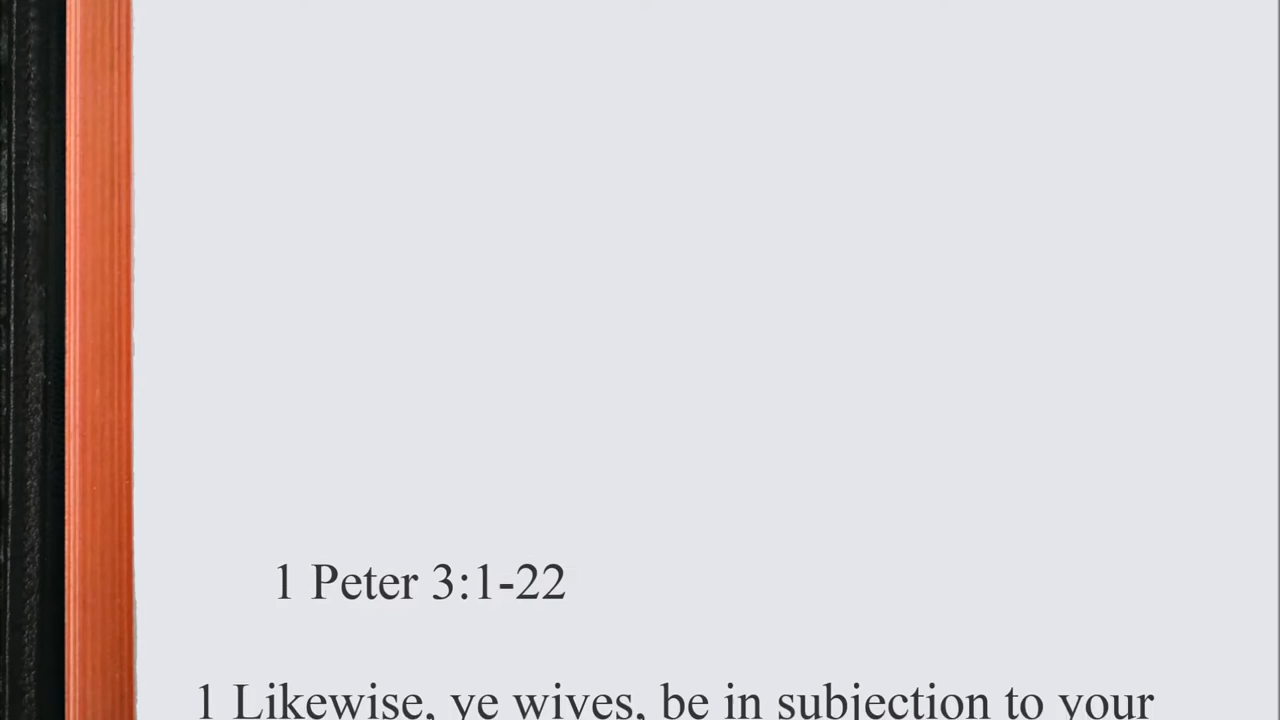 1 Peter 3:1-22
1 Likewise, ye wives, be in subjection to your